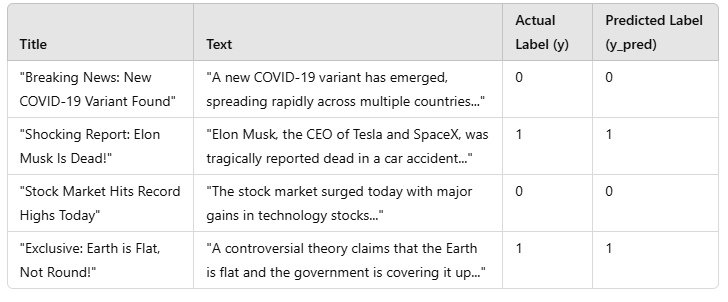 Title Text Actual Label (y) Predicted Label (y_pred)
"Breaking News: New COVID-19 Variant Found" "A new COVID-19 variant has emerged, spreading rapidly across multiple countries..." 0 0
"Shocking Report: Elon Musk Is Dead!" "Elon Musk, the CEO of Tesla and SpaceX, was tragically reported dead in a car accident..." 1 1
"Stock Market Hits Record Highs Today" "The stock market surged today with major gains in technology stocks..." 0 0
"Exclusive: Earth is Flat, Not Round!" "A controversial theory claims that the Earth is flat and the government is covering it up..." 1 1